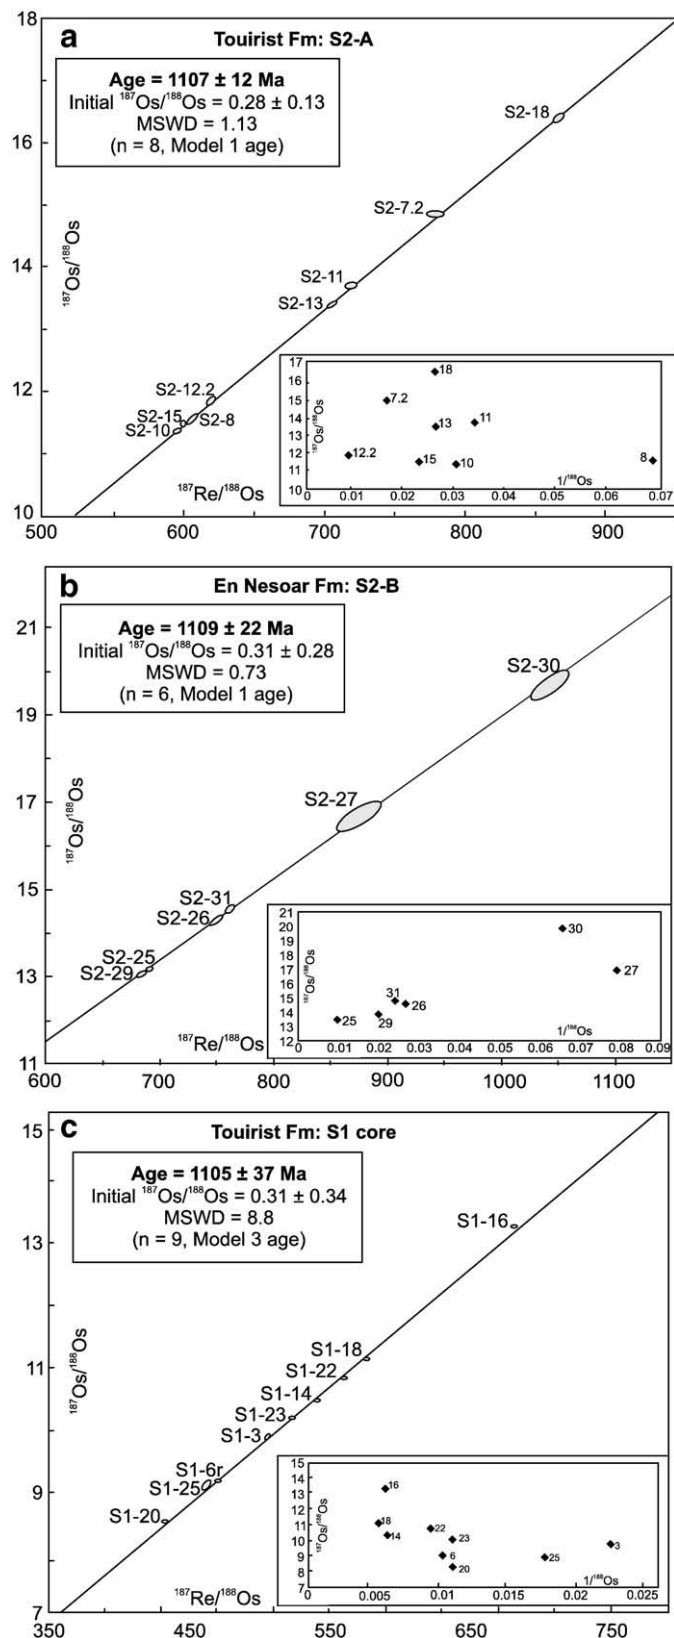 a
Touirist Fm: S2-A
Age = 1107 ± 12 Ma
Initial ¹⁸⁷Os/¹⁸⁸Os = 0.28 ± 0.13
MSWD = 1.13
(n = 8, Model 1 age)
18
16
14
12
10
¹⁸⁷Os/¹⁸⁸Os
S2-18
S2-7.2
S2-11
S2-13
S2-12.2
S2-15
S2-8
S2-10
¹⁸⁷Re/¹⁸⁸Os
500
600
700
800
900
17
16
15
14
13
12
11
10
¹⁸⁷Os/¹⁸⁸Os
18
7.2
13
11
12.2
15
10
8
1/¹⁸⁸Os
0
0.01
0.02
0.03
0.04
0.05
0.06
0.07
b
En Nesoar Fm: S2-B
Age = 1109 ± 22 Ma
Initial ¹⁸⁷Os/¹⁸⁸Os = 0.31 ± 0.28
MSWD = 0.73
(n = 6, Model 1 age)
21
19
17
15
13
11
¹⁸⁷Os/¹⁸⁸Os
S2-30
S2-27
S2-31
S2-26
S2-25
S2-29
¹⁸⁷Re/¹⁸⁸Os
600
700
800
900
1000
1100
21
20
19
18
17
16
15
14
13
12
¹⁸⁷Os/¹⁸⁸Os
30
27
31
26
25
29
1/¹⁸⁸Os
0
0.01
0.02
0.03
0.04
0.05
0.06
0.07
0.08
0.09
c
Touirist Fm: S1 core
Age = 1105 ± 37 Ma
Initial ¹⁸⁷Os/¹⁸⁸Os = 0.31 ± 0.34
MSWD = 8.8
(n = 9, Model 3 age)
15
13
11
9
7
¹⁸⁷Os/¹⁸⁸Os
S1-16
S1-18
S1-22
S1-14
S1-23
S1-3
S1-6r
S1-25
S1-20
¹⁸⁷Re/¹⁸⁸Os
350
450
550
650
750
15
14
13
12
11
10
9
8
7
¹⁸⁷Os/¹⁸⁸Os
16
18
14
22
23
6
20
25
3
1/¹⁸⁸Os
0
0.005
0.01
0.015
0.02
0.025